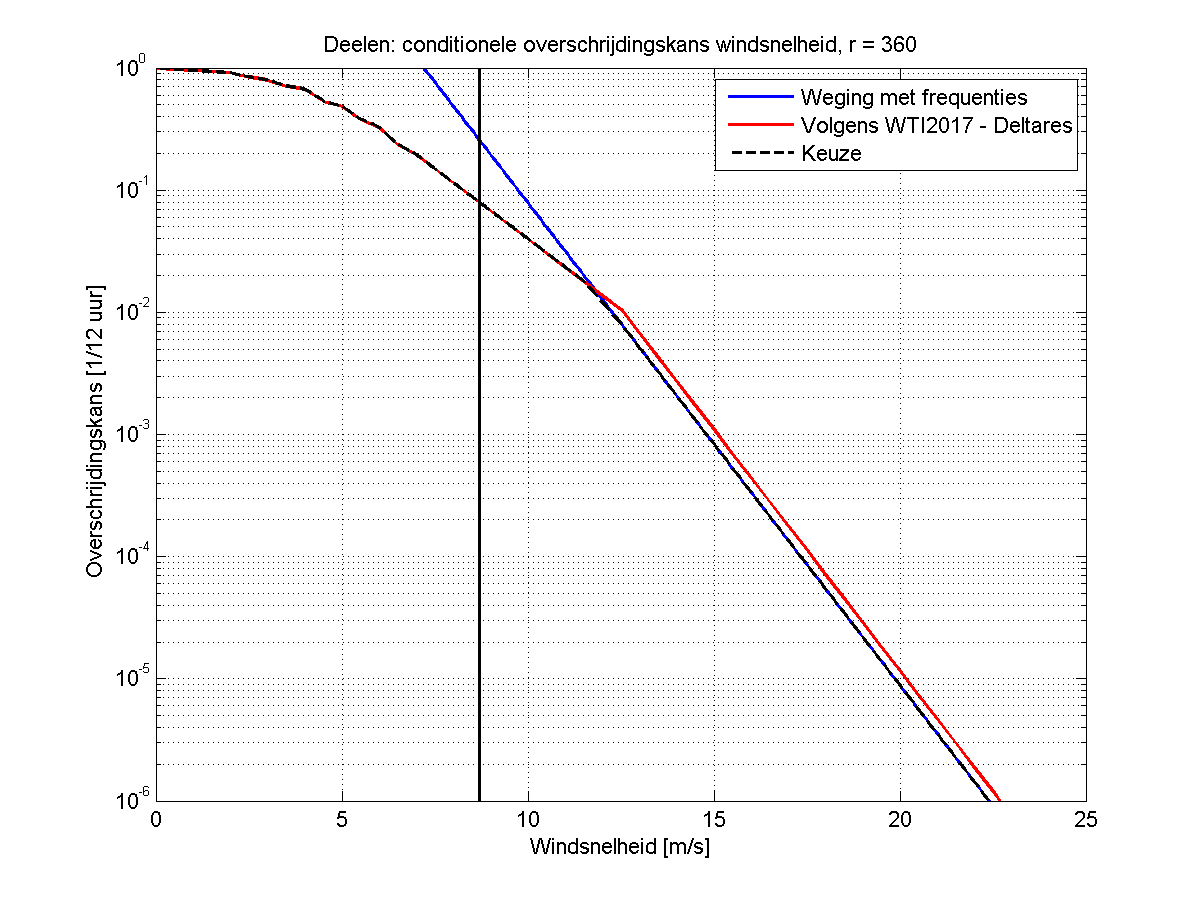 Deelen: conditionele overschrijdingskans windsnelheid, r = 360
Weging met frequenties
Volgens WTI2017 - Deltares
Keuze
Overschrijdingskans [1/12 uur]
10^0
10^-1
10^-2
10^-3
10^-4
10^-5
10^-6
0 5 10 15 20 25
Windsnelheid [m/s]